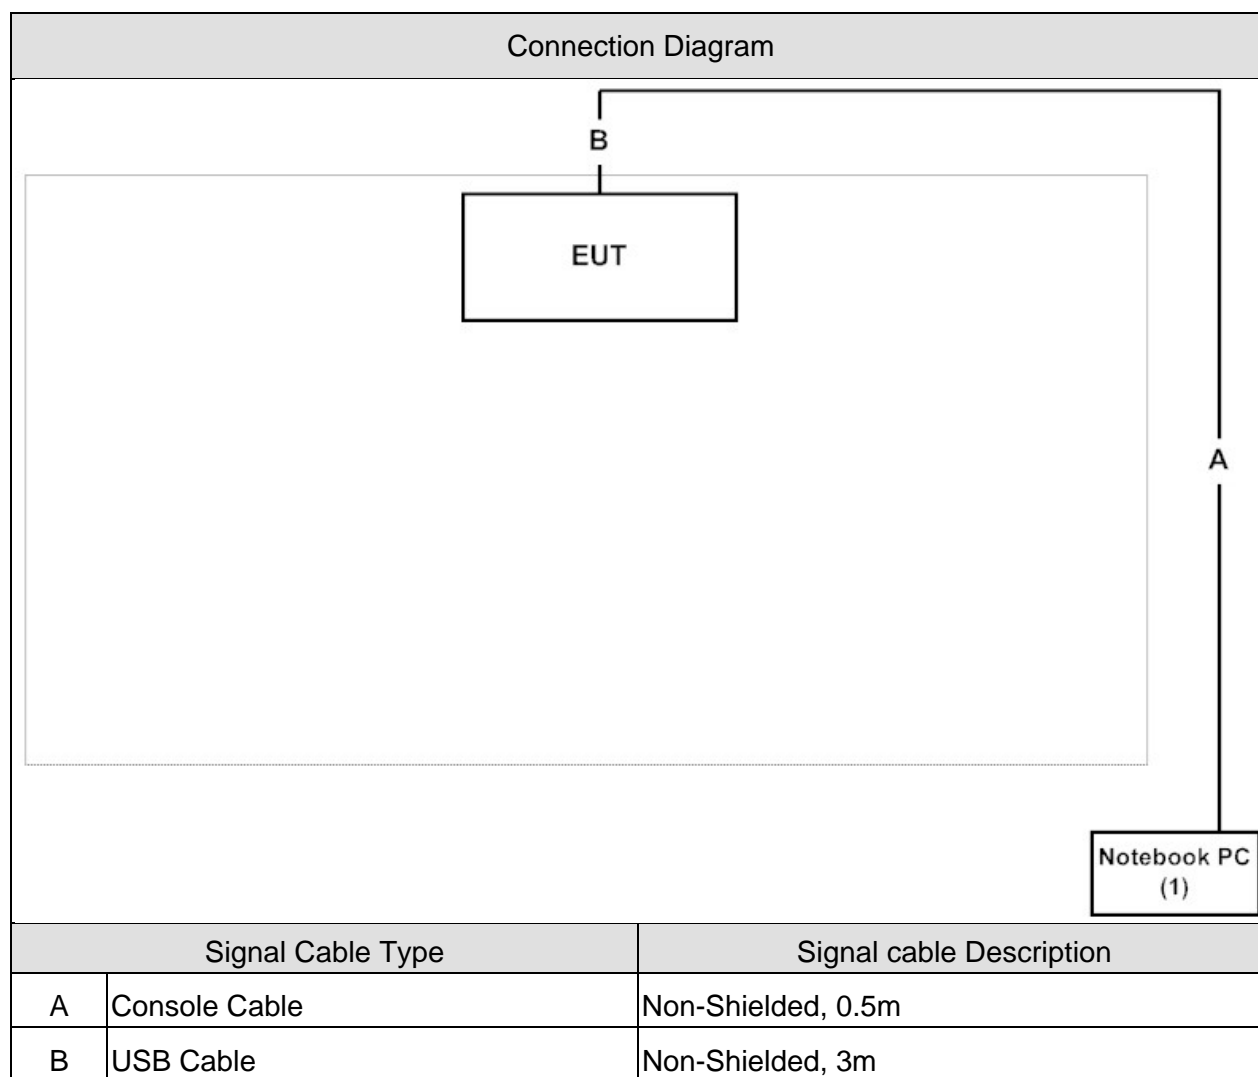 Connection Diagram
B
EUT
A
Notebook PC
(1)
Signal Cable Type Signal cable Description
A Console Cable Non-Shielded, 0.5m
B USB Cable Non-Shielded, 3m